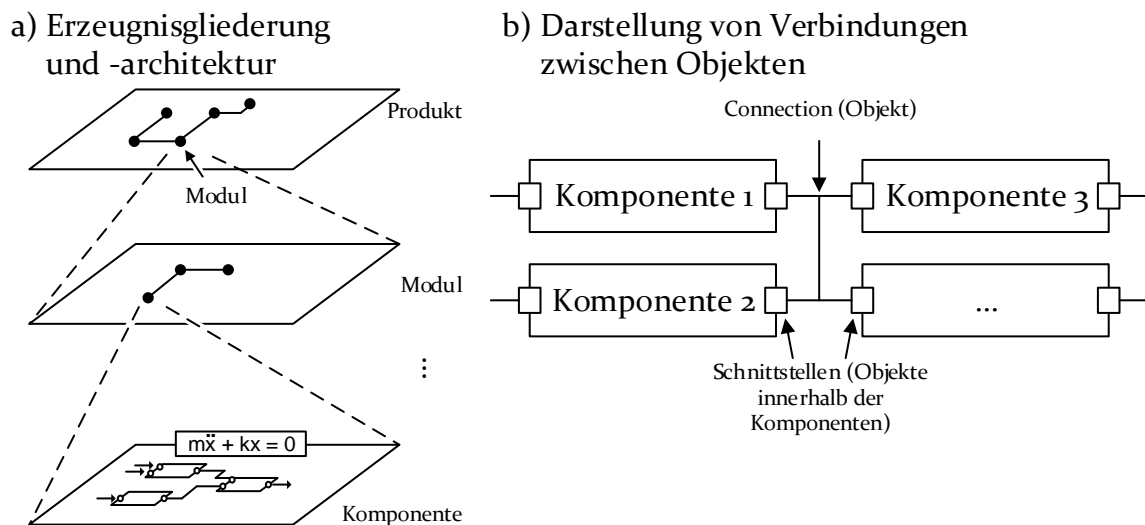 a) Erzeugnisgliederung
und -architektur
Produkt
Modul
Modul
⋮
mẍ + kx = 0
Komponente
b) Darstellung von Verbindungen
zwischen Objekten
Connection (Objekt)
Komponente 1
Komponente 3
Komponente 2
...
Schnittstellen (Objekte
innerhalb der
Komponenten)